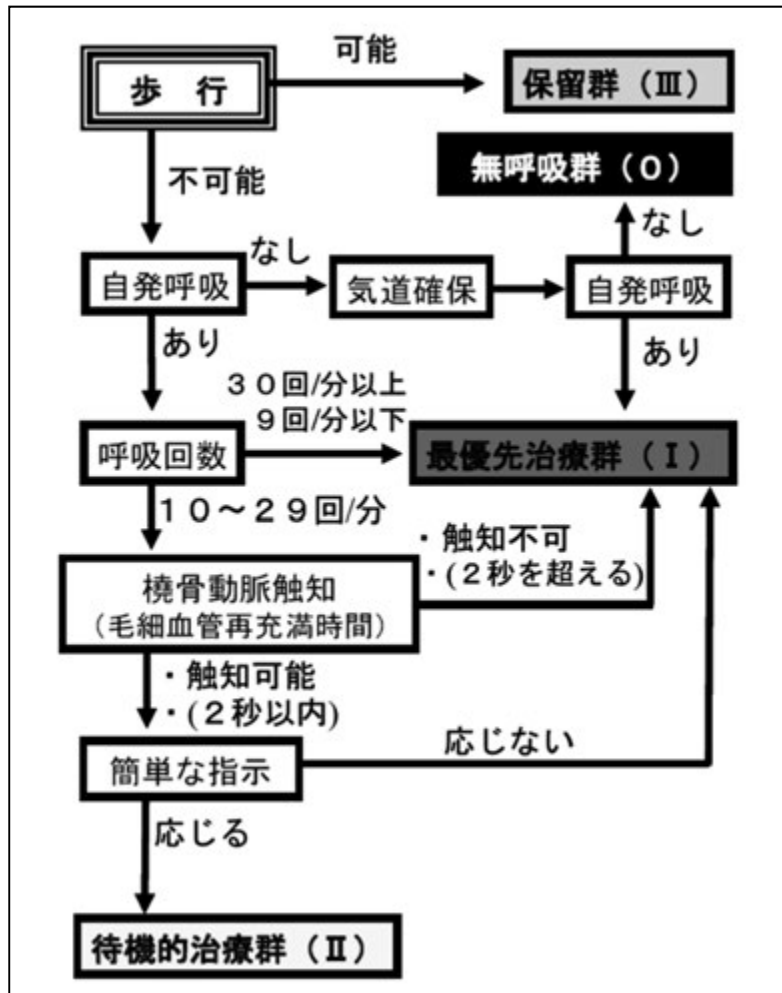 歩　行
可能
保留群（Ⅲ）
不可能
無呼吸群（０）
なし
自発呼吸
なし
気道確保
自発呼吸
あり
あり
３０回/分以上
９回/分以下
呼吸回数
最優先治療群（Ⅰ）
１０～２９回/分
・触知不可
・(２秒を超える)
橈骨動脈触知
（毛細血管再充満時間）
・触知可能
・(２秒以内)
簡単な指示
応じない
応じる
待機的治療群（Ⅱ）